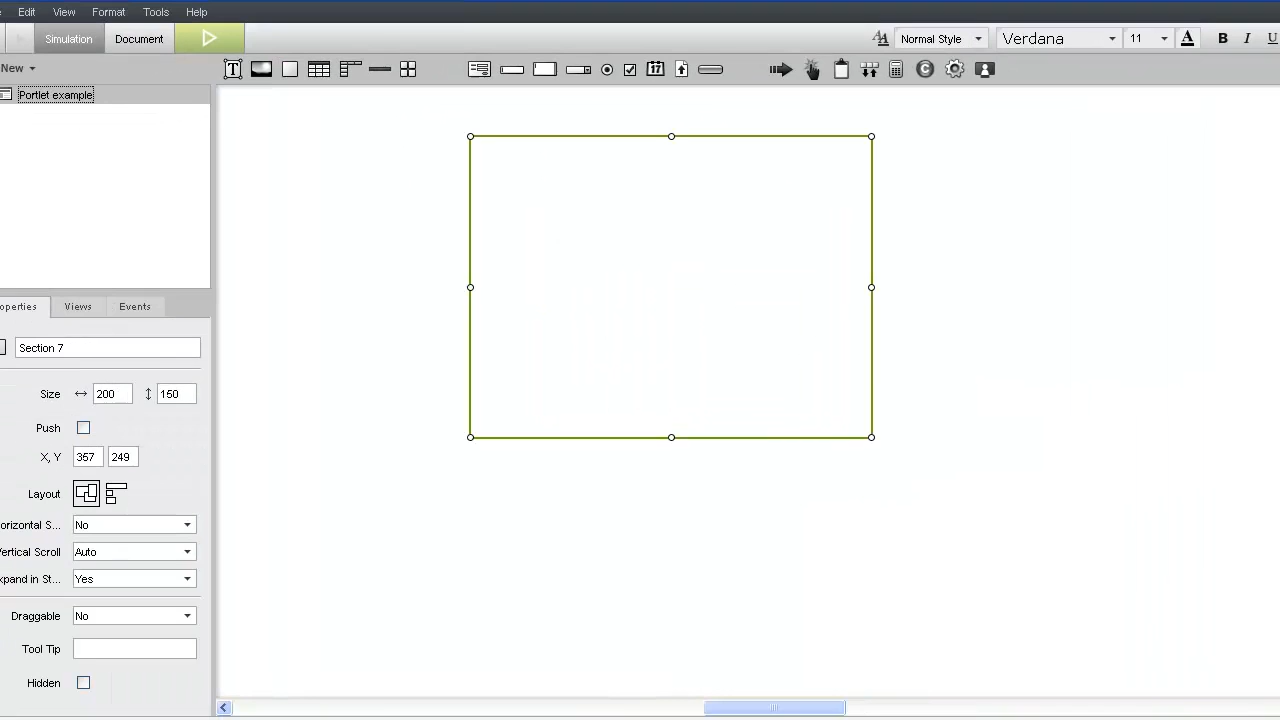 Edit View Format Tools Help
Simulation Document Normal Style Verdana 11 A B I U
New
Portlet example
operties Views Events
Section 7
Size 200 150
Push
X, Y 357 249
Layout
orizontal S... No
Vertical Scroll Auto
xpand in St... Yes
Draggable No
Tool Tip
Hidden